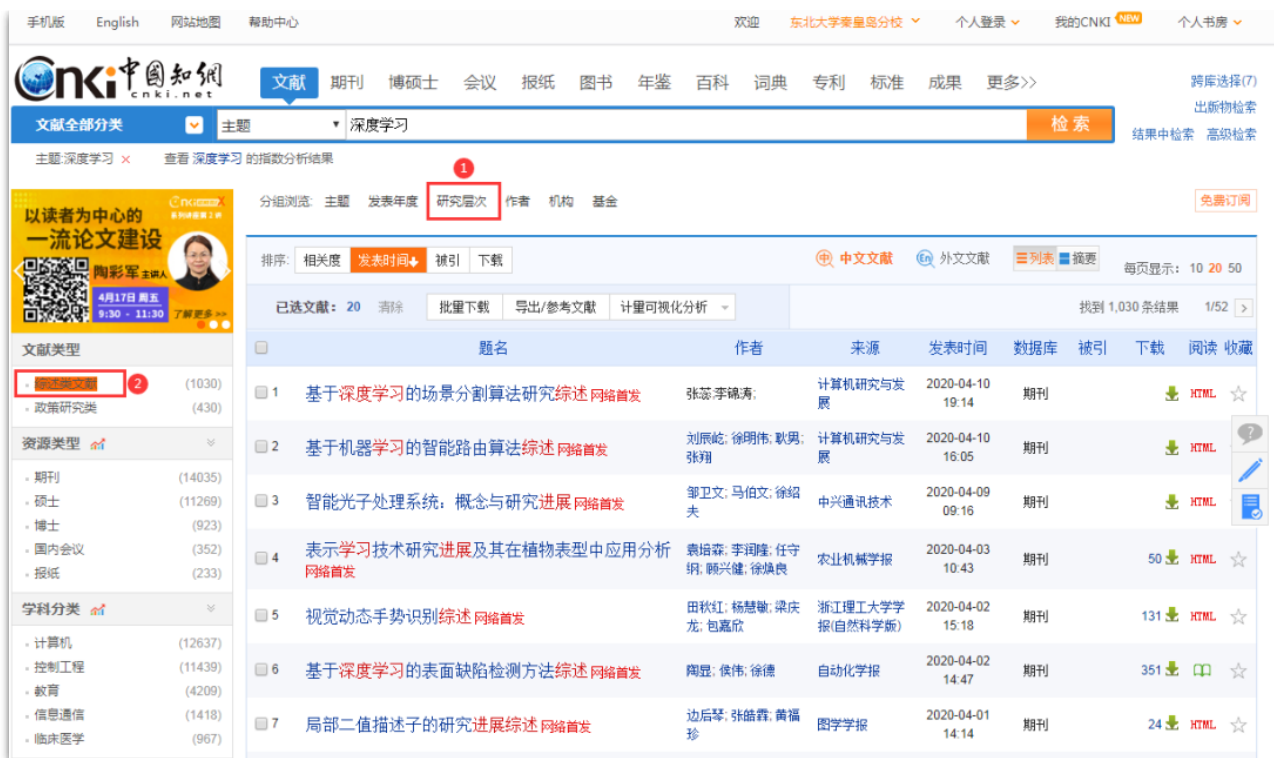 手机版 English 网站地图 帮助中心 欢迎 东北大学秦皇岛分校 个人登录 我的CNKI NEW 个人书房
Cnki中國知網
cnki.net
文献 期刊 博硕士 会议 报纸 图书 年鉴 百科 词典 专利 标准 成果 更多>>
跨库选择(7)
出版物检索
结果中检索 高级检索
文献全部分类 主题 深度学习 检索
主题:深度学习 × 查看 深度学习 的指数分析结果
1
分组浏览: 主题 发表年度 研究层次 作者 机构 基金 免费订阅
以读者为中心的
一流论文建设
陶彩军 主讲人
4月17日 周五
9:30 - 11:30 了解更多>>
排序: 相关度 发表时间↓ 被引 下载 中文文献 外文文献 列表 摘要 每页显示: 10 20 50
已选文献: 20 清除 批量下载 导出/参考文献 计量可视化分析 找到 1,030 条结果 1/52 >
题名 作者 来源 发表时间 数据库 被引 下载 阅读 收藏
文献类型
综述类文献 2 (1030)
政策研究类 (430)
资源类型
期刊 (14035)
硕士 (11269)
博士 (923)
国内会议 (352)
报纸 (233)
学科分类
计算机 (12637)
控制工程 (11439)
教育 (4209)
信息通信 (1418)
临床医学 (967)
1 基于深度学习的场景分割算法研究综述 网络首发 张蕊;李锦涛; 计算机研究与发展 2020-04-10 19:14 期刊 HTML
2 基于机器学习的智能路由算法综述 网络首发 刘辰屹; 徐明伟; 耿男; 张翔 计算机研究与发展 2020-04-10 16:05 期刊 HTML
3 智能光子处理系统：概念与研究进展 网络首发 邹卫文; 马伯文; 徐绍夫 中兴通讯技术 2020-04-09 09:16 期刊 HTML
4 表示学习技术研究进展及其在植物表型中应用分析 网络首发 袁培森; 李润隆; 任守纲; 顾兴健; 徐焕良 农业机械学报 2020-04-03 10:43 期刊 50 HTML
5 视觉动态手势识别综述 网络首发 田秋红; 杨慧敏; 梁庆龙; 包嘉欣 浙江理工大学学报(自然科学版) 2020-04-02 15:18 期刊 131 HTML
6 基于深度学习的表面缺陷检测方法综述 网络首发 陶显; 侯伟; 徐德 自动化学报 2020-04-02 14:47 期刊 351
7 局部二值描述子的研究进展综述 网络首发 边后琴; 张皓霖; 黄福珍 图学学报 2020-04-01 14:14 期刊 24 HTML